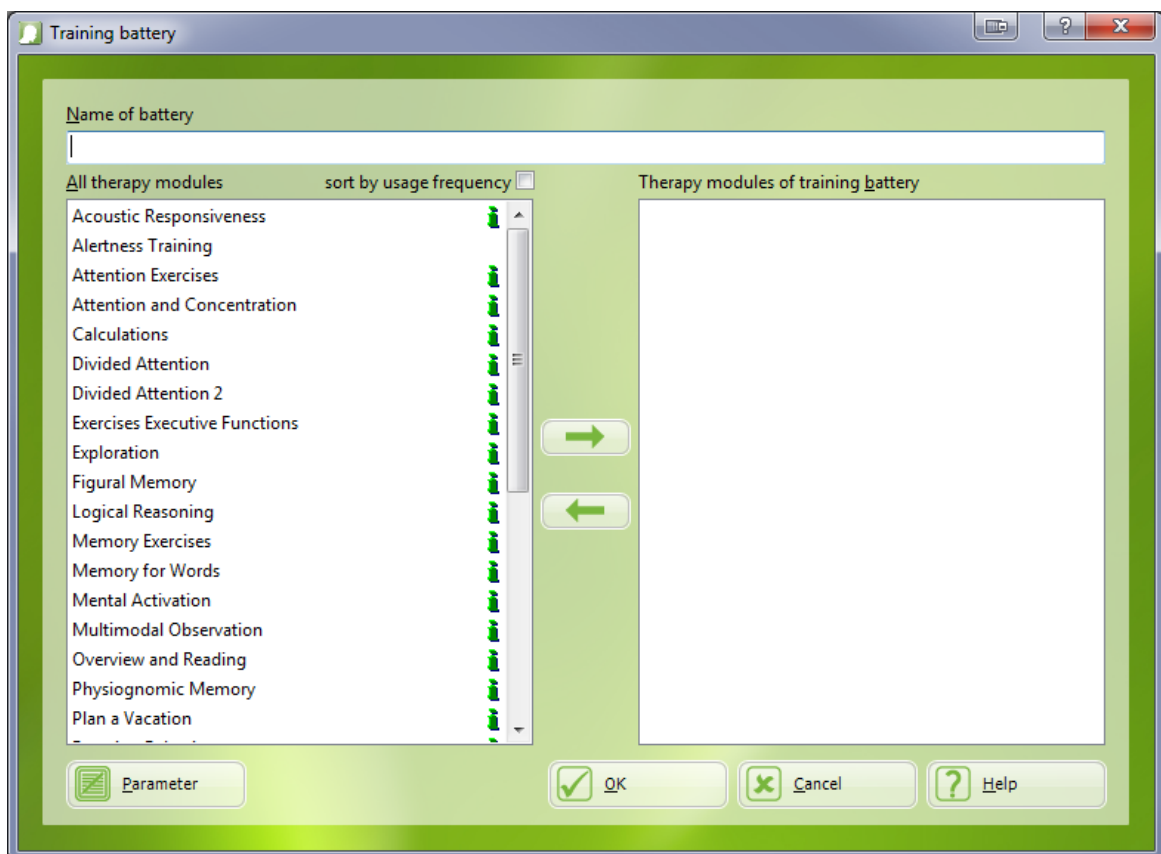 Training battery
Name of battery
All therapy modules sort by usage frequency Therapy modules of training battery
Acoustic Responsiveness
Alertness Training
Attention Exercises
Attention and Concentration
Calculations
Divided Attention
Divided Attention 2
Exercises Executive Functions
Exploration
Figural Memory
Logical Reasoning
Memory Exercises
Memory for Words
Mental Activation
Multimodal Observation
Overview and Reading
Physiognomic Memory
Plan a Vacation
Parameter OK Cancel Help